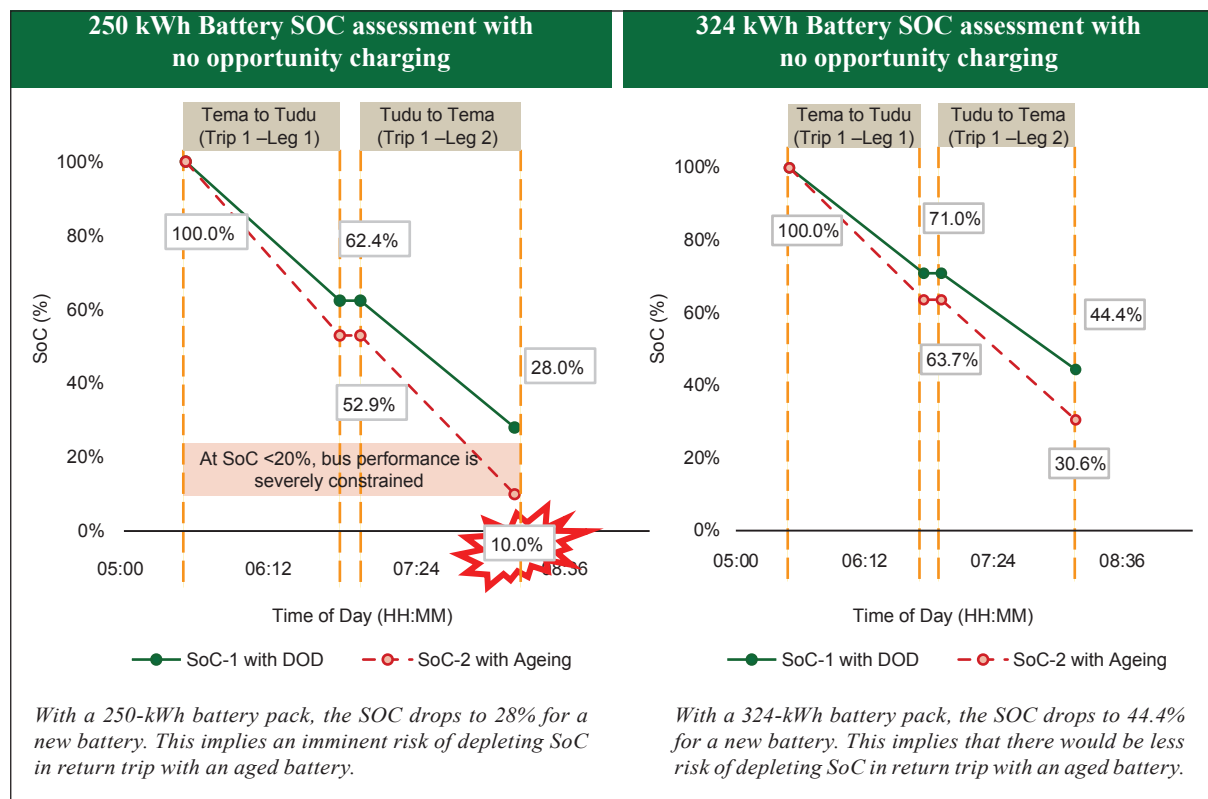 250 kWh Battery SOC assessment with
no opportunity charging
Tema to Tudu
(Trip 1 –Leg 1)
Tudu to Tema
(Trip 1 –Leg 2)
100%
80%
60%
40%
20%
0%
SoC (%)
100.0%
62.4%
52.9%
28.0%
At SoC <20%, bus performance is
severely constrained
10.0%
05:00
06:12
07:24
08:36
Time of Day (HH:MM)
SoC-1 with DOD
SoC-2 with Ageing
With a 250-kWh battery pack, the SOC drops to 28% for a
new battery. This implies an imminent risk of depleting SoC
in return trip with an aged battery.
324 kWh Battery SOC assessment with
no opportunity charging
Tema to Tudu
(Trip 1 –Leg 1)
Tudu to Tema
(Trip 1 –Leg 2)
100%
80%
60%
40%
20%
0%
SoC (%)
100.0%
71.0%
63.7%
44.4%
30.6%
05:00
06:12
07:24
08:36
Time of Day (HH:MM)
SoC-1 with DOD
SoC-2 with Ageing
With a 324-kWh battery pack, the SOC drops to 44.4%
for a new battery. This implies that there would be less
risk of depleting SoC in return trip with an aged battery.